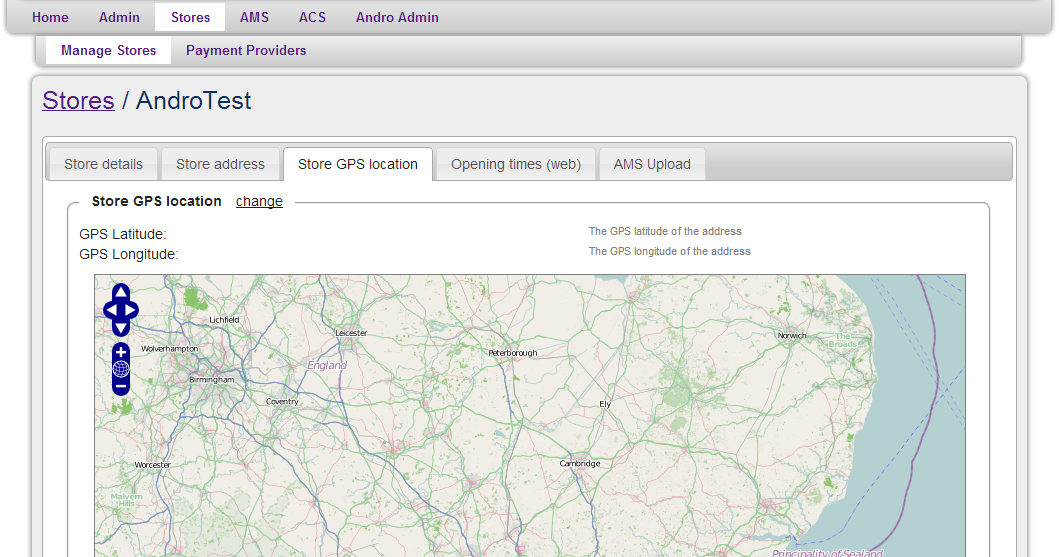 Home Admin Stores AMS ACS Andro Admin
Manage Stores Payment Providers
Stores / AndroTest
Store details Store address Store GPS location Opening times (web) AMS Upload
Store GPS location change
GPS Latitude: The GPS latitude of the address
GPS Longitude: The GPS longitude of the address
Lichfield
Leicester
Norwich
The Broads
Wolverhampton
Peterborough
England
Birmingham
Coventry
Ely
Worcester
Cambridge
Malvern Hills
Principality of Sealand